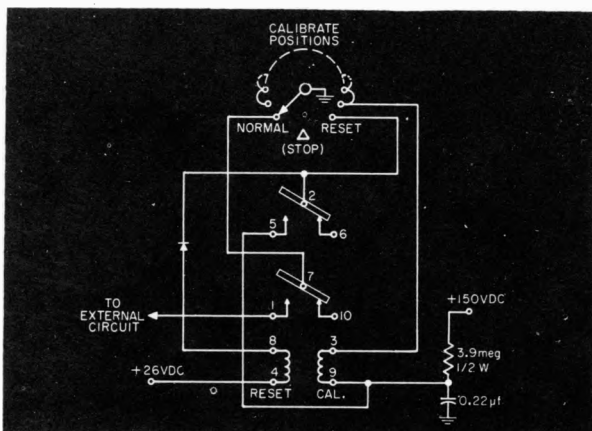 CALIBRATE
POSITIONS
NORMAL
RESET
(STOP)
2
5
6
7
TO
EXTERNAL
CIRCUIT
1
10
+150VDC
8
3
3.9meg
1/2 W
+26VDC
4
RESET
9
CAL.
0.22µf